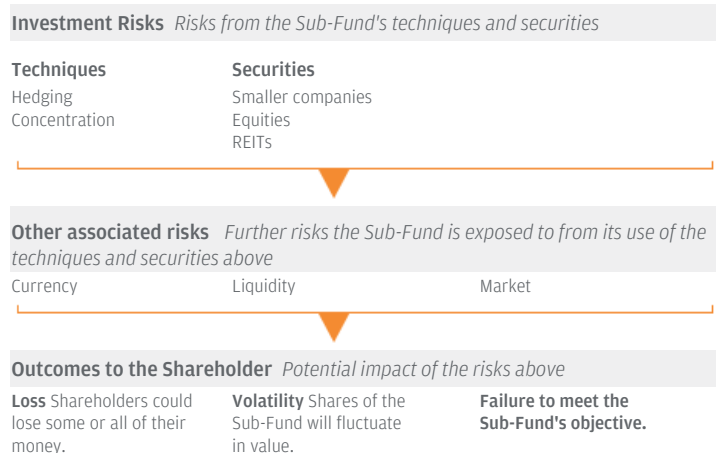 Investment Risks Risks from the Sub-Fund's techniques and securities
Techniques
Hedging
Concentration
Securities
Smaller companies
Equities
REITs
Other associated risks Further risks the Sub-Fund is exposed to from its use of the
techniques and securities above
Currency
Liquidity
Market
Outcomes to the Shareholder Potential impact of the risks above
Loss Shareholders could
lose some or all of their
money.
Volatility Shares of the
Sub-Fund will fluctuate
in value.
Failure to meet the
Sub-Fund's objective.